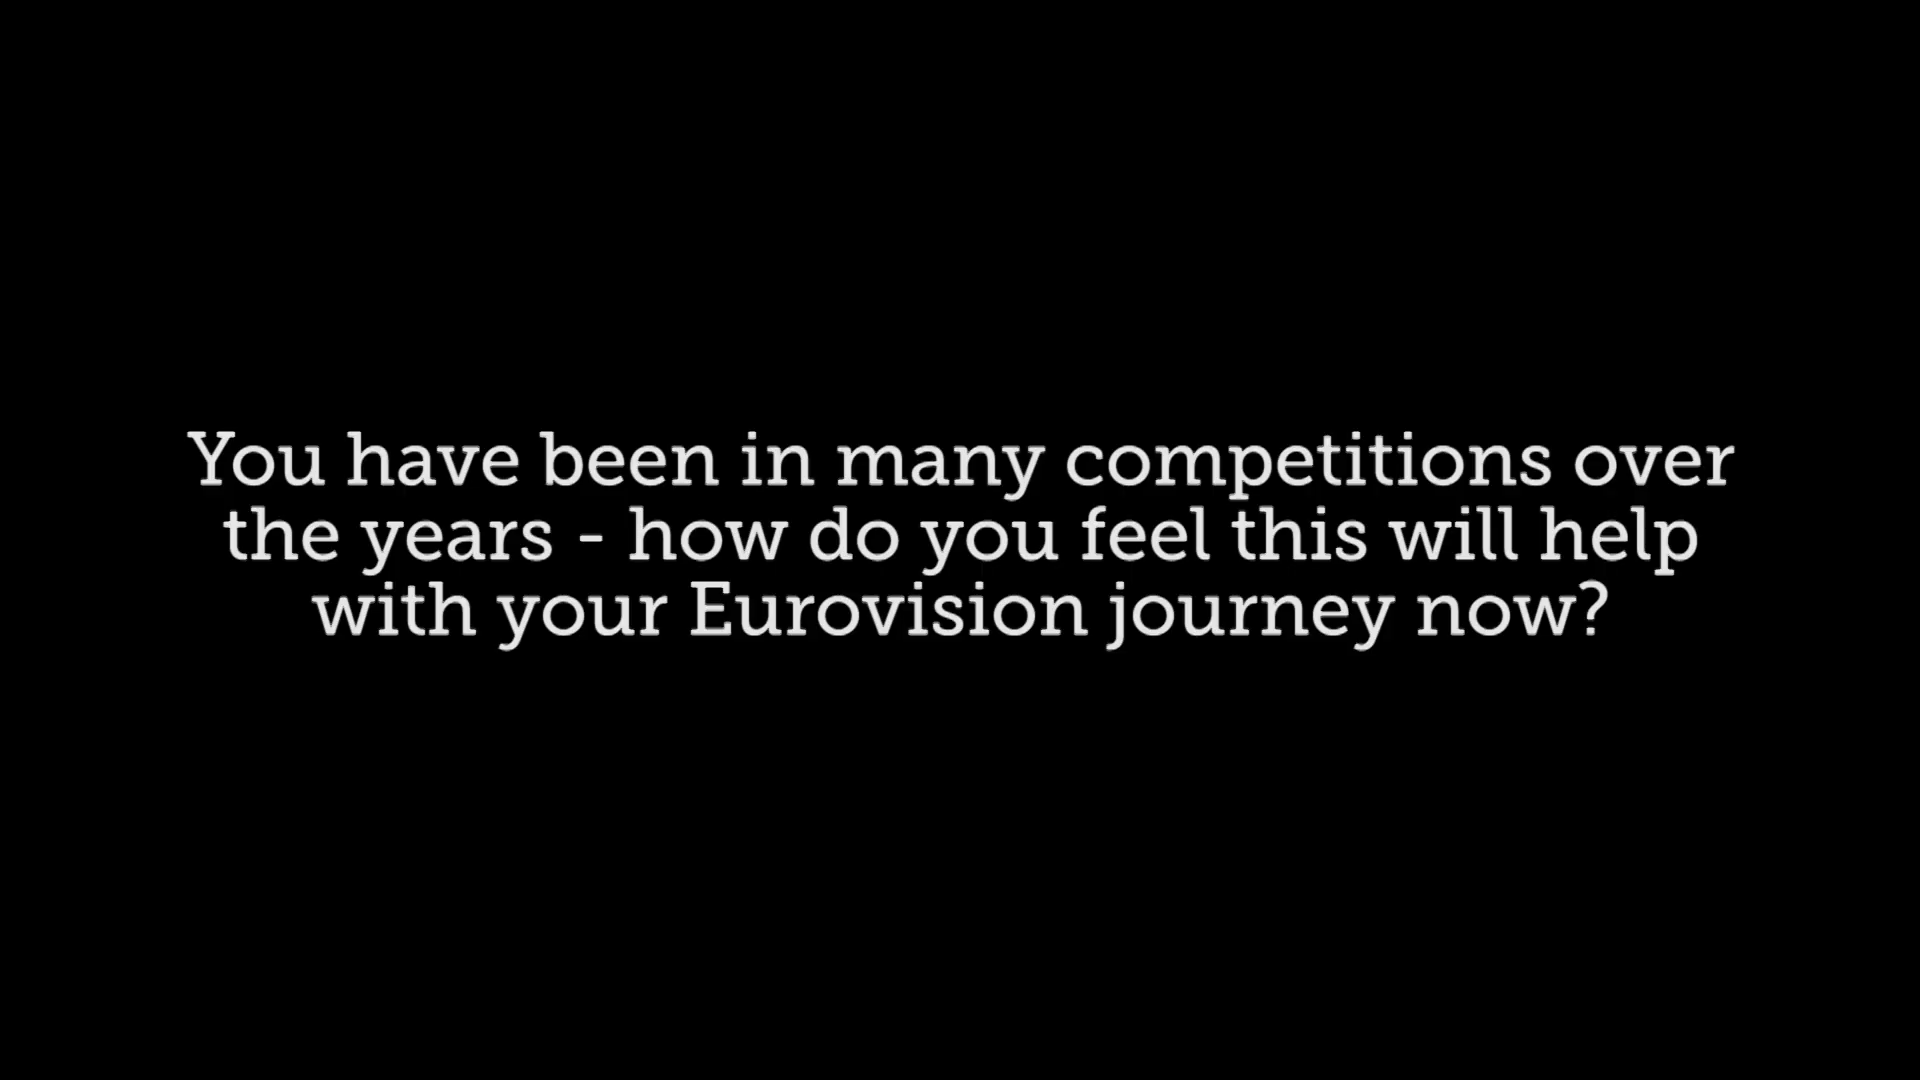 You have been in many competitions over
the years - how do you feel this will help
with your Eurovision journey now?